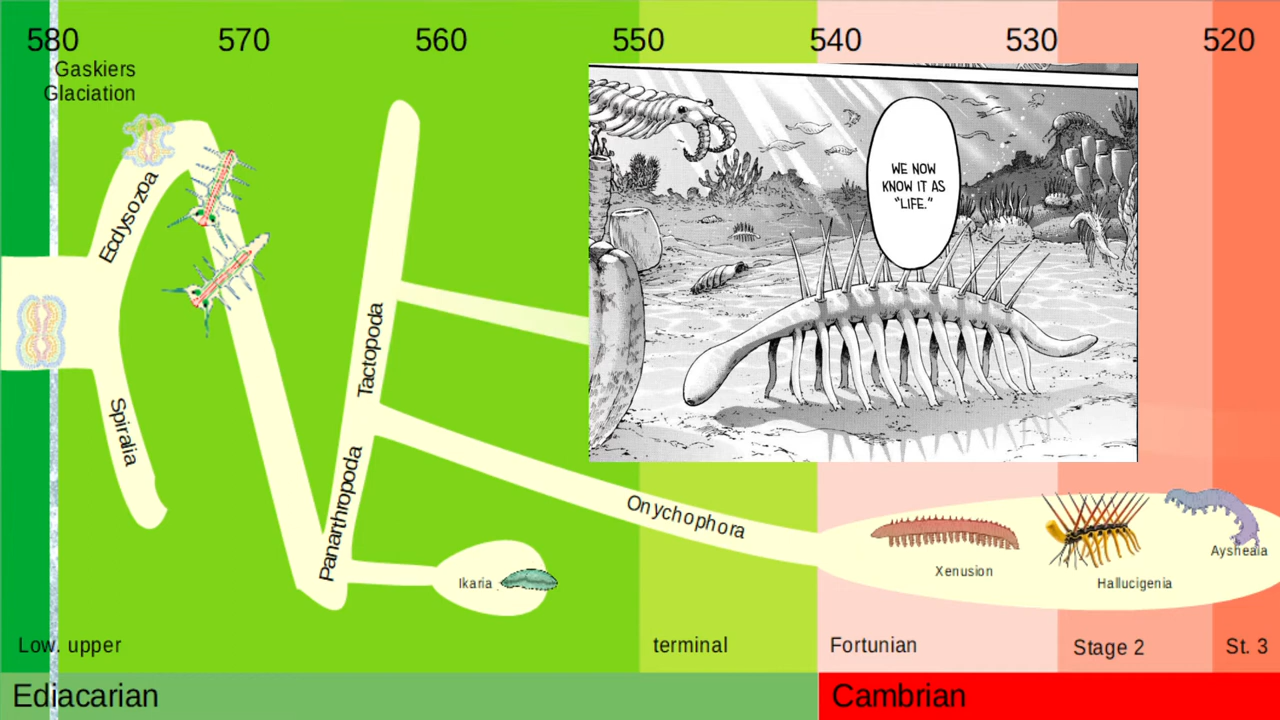 580 570 560 550 540 530 520
Gaskiers
Glaciation
WE NOW
KNOW IT AS
"LIFE."
Ecdysozoa
Spiralia
Tactopoda
Panarthropoda
Onychophora
Ikaria
Xenusion
Hallucigenia
Aysheaia
Low. upper terminal Fortunian Stage 2 St. 3
Ediacarian Cambrian